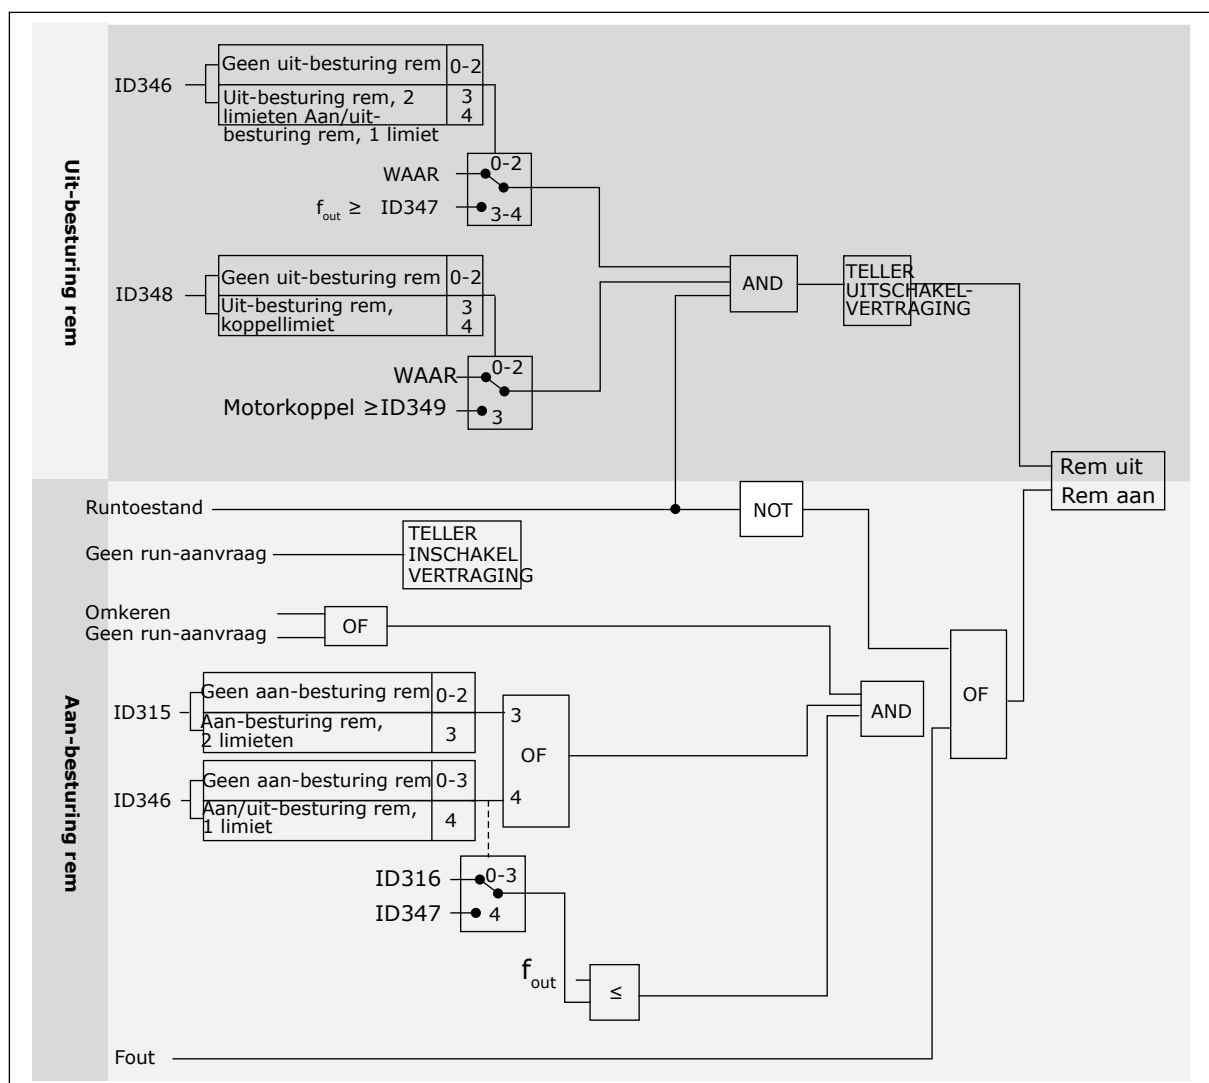 Uit-besturing rem
ID346
Geen uit-besturing rem
0-2
Uit-besturing rem, 2
limieten Aan/uit-
besturing rem, 1 limiet
3
4
WAAR
0-2
fout ≥ ID347
3-4
ID348
Geen uit-besturing rem
0-2
Uit-besturing rem,
koppellimiet
3
4
WAAR
0-2
Motorkoppel ≥ID349
3
AND
TELLER
UITSCHAKEL-
VERTRAGING
Rem uit
Rem aan
Aan-besturing rem
Runtoestand
NOT
Geen run-aanvraag
TELLER
INSCHAKEL
VERTRAGING
Omkeren
Geen run-aanvraag
OF
ID315
Geen aan-besturing rem
0-2
Aan-besturing rem,
2 limieten
3
3
OF
4
AND
OF
ID346
Geen aan-besturing rem
0-3
Aan/uit-besturing rem,
1 limiet
4
ID316
0-3
ID347
4
fout
≤
Fout